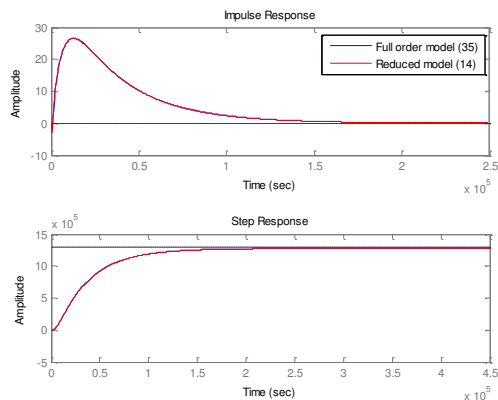 Impulse Response
30
20
10
0
-10
Amplitude
Full order model (35)
Reduced model (14)
0
0.5
1
1.5
2
2.5
x 10^5
Time (sec)
Step Response
x 10^5
15
10
5
0
-5
Amplitude
0
0.5
1
1.5
2
2.5
3
3.5
4
4.5
x 10^5
Time (sec)